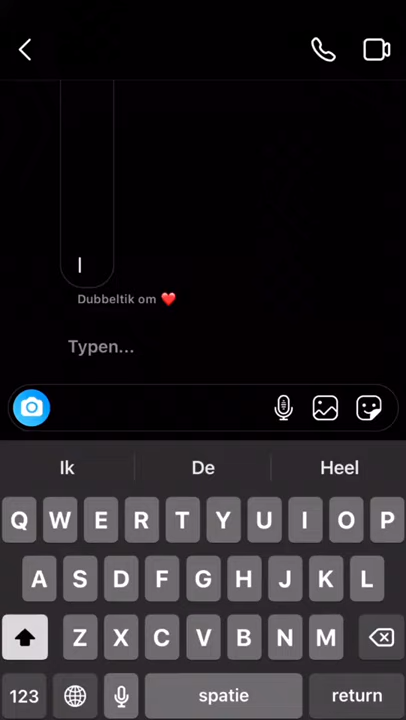 l
Dubbeltik om ❤️
Typen...
Ik De Heel
Q W E R T Y U I O P
A S D F G H J K L
Z X C V B N M
123 spatie return